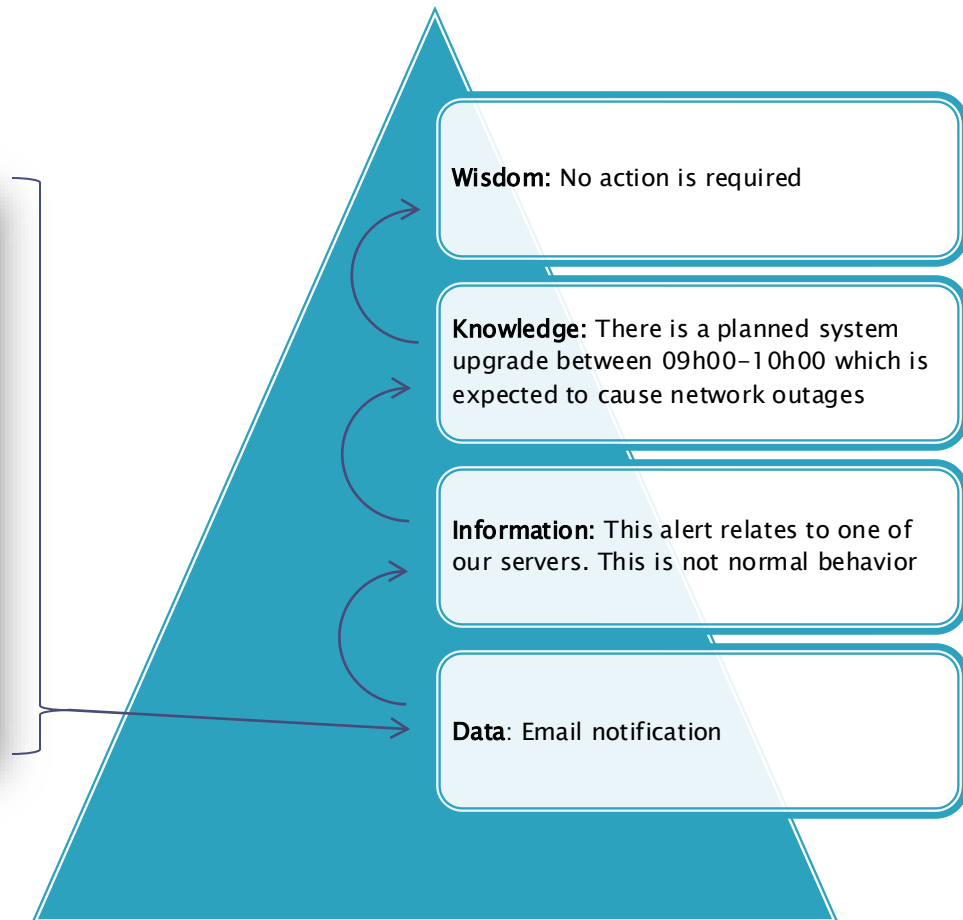 Wisdom: No action is required
Knowledge: There is a planned system
upgrade between 09h00–10h00 which is
expected to cause network outages
Information: This alert relates to one of
our servers. This is not normal behavior
Data: Email notification